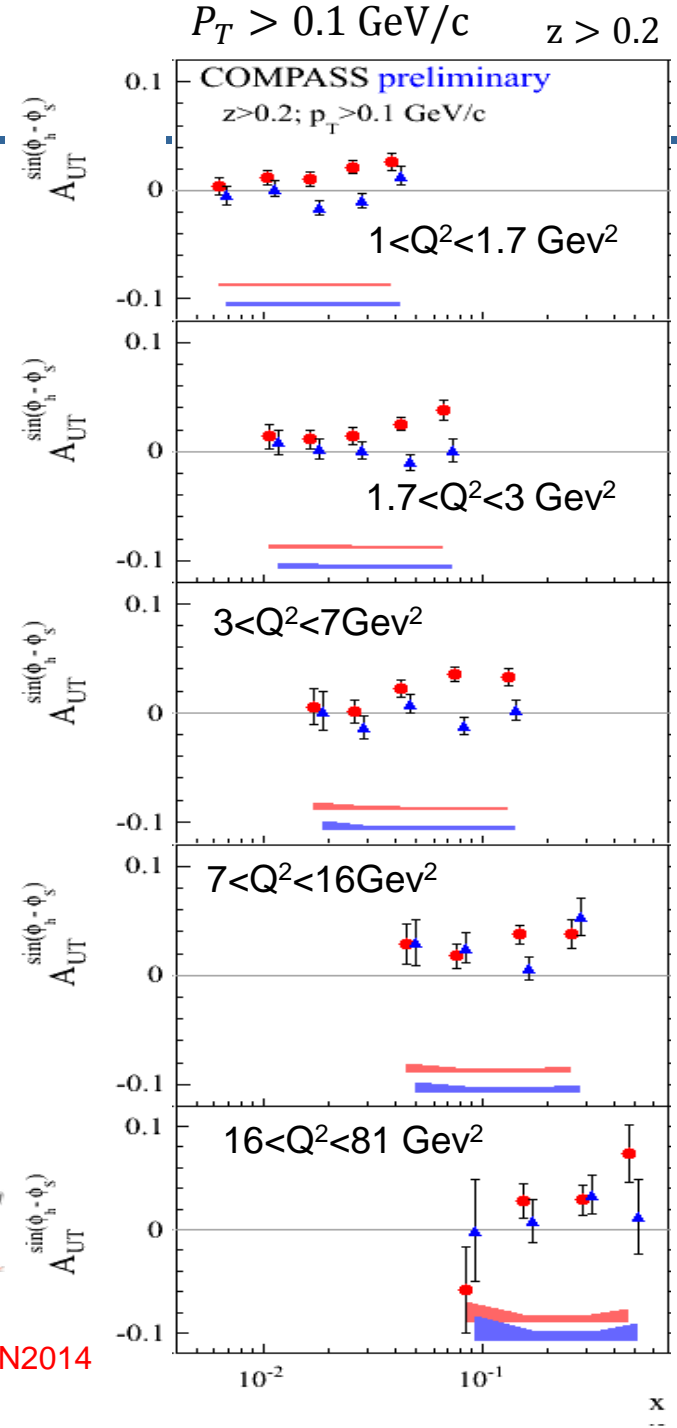 P_T > 0.1 GeV/c z > 0.2
COMPASS preliminary
z>0.2; p_T>0.1 GeV/c
A_UT^sin(ϕ_h - ϕ_s)
0.1
0
-0.1
1<Q²<1.7 Gev²
A_UT^sin(ϕ_h - ϕ_s)
0.1
0
-0.1
1.7<Q²<3 Gev²
A_UT^sin(ϕ_h - ϕ_s)
0.1
0
-0.1
3<Q²<7Gev²
A_UT^sin(ϕ_h - ϕ_s)
0.1
0
-0.1
7<Q²<16Gev²
A_UT^sin(ϕ_h - ϕ_s)
0.1
0
-0.1
16<Q²<81 Gev²
N2014
10⁻² 10⁻¹
x